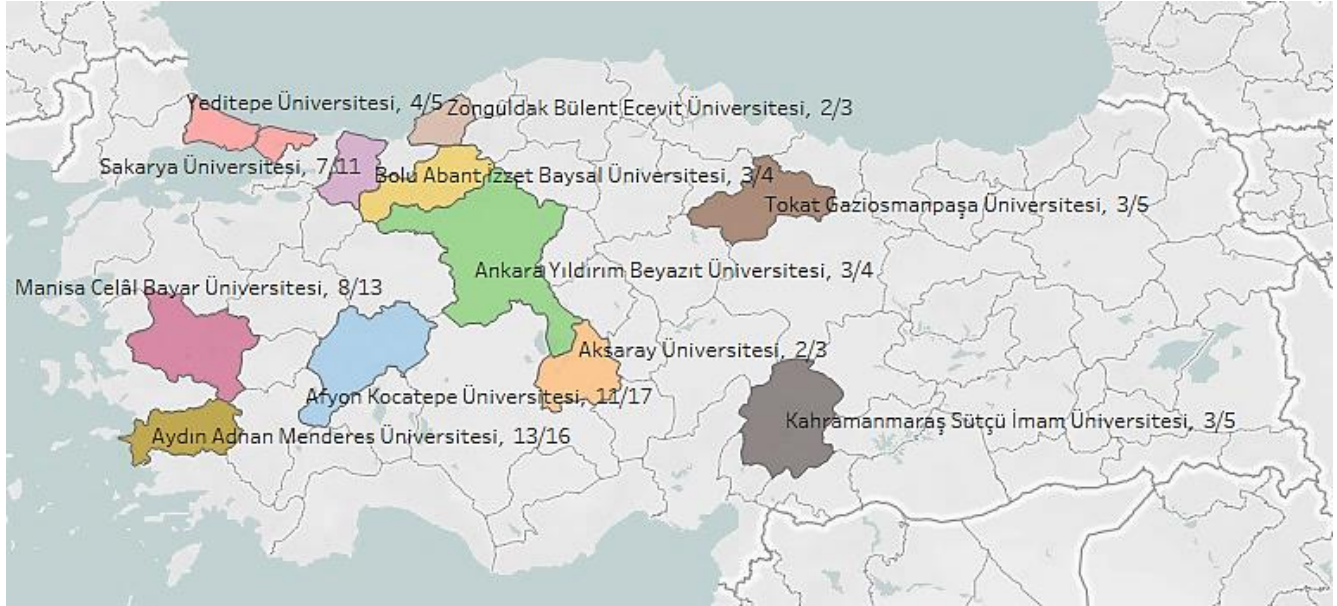 Yeditepe Üniversitesi, 4/5
Zonguldak Bülent Ecevit Üniversitesi, 2/3
Sakarya Üniversitesi, 7/11
Bolu Abant İzzet Baysal Üniversitesi, 3/4
Tokat Gaziosmanpaşa Üniversitesi, 3/5
Ankara Yıldırım Beyazıt Üniversitesi, 3/4
Manisa Celâl Bayar Üniversitesi, 8/13
Aksaray Üniversitesi, 2/3
Afyon Kocatepe Üniversitesi, 11/17
Kahramanmaraş Sütçü İmam Üniversitesi, 3/5
Aydın Adnan Menderes Üniversitesi, 13/16